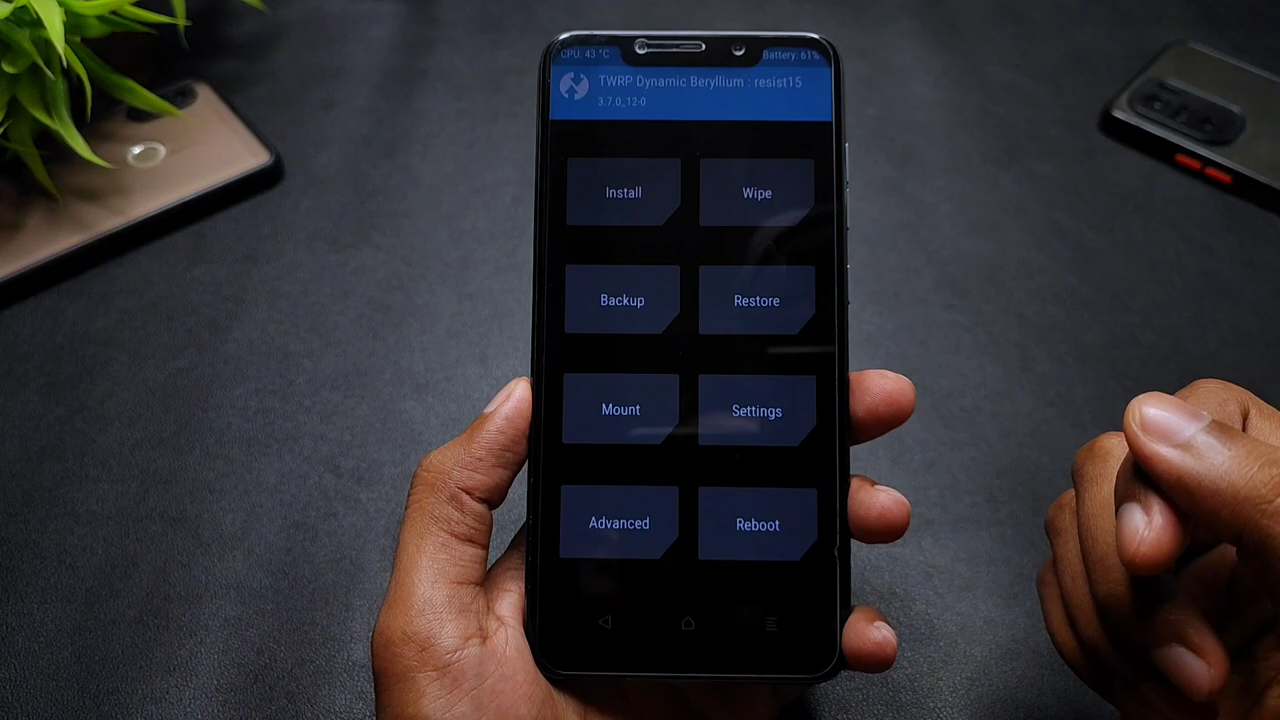 CPU: 43 °C Battery: 61%
TWRP Dynamic Beryllium : resist15
3.7.0_12-0
Install Wipe
Backup Restore
Mount Settings
Advanced Reboot